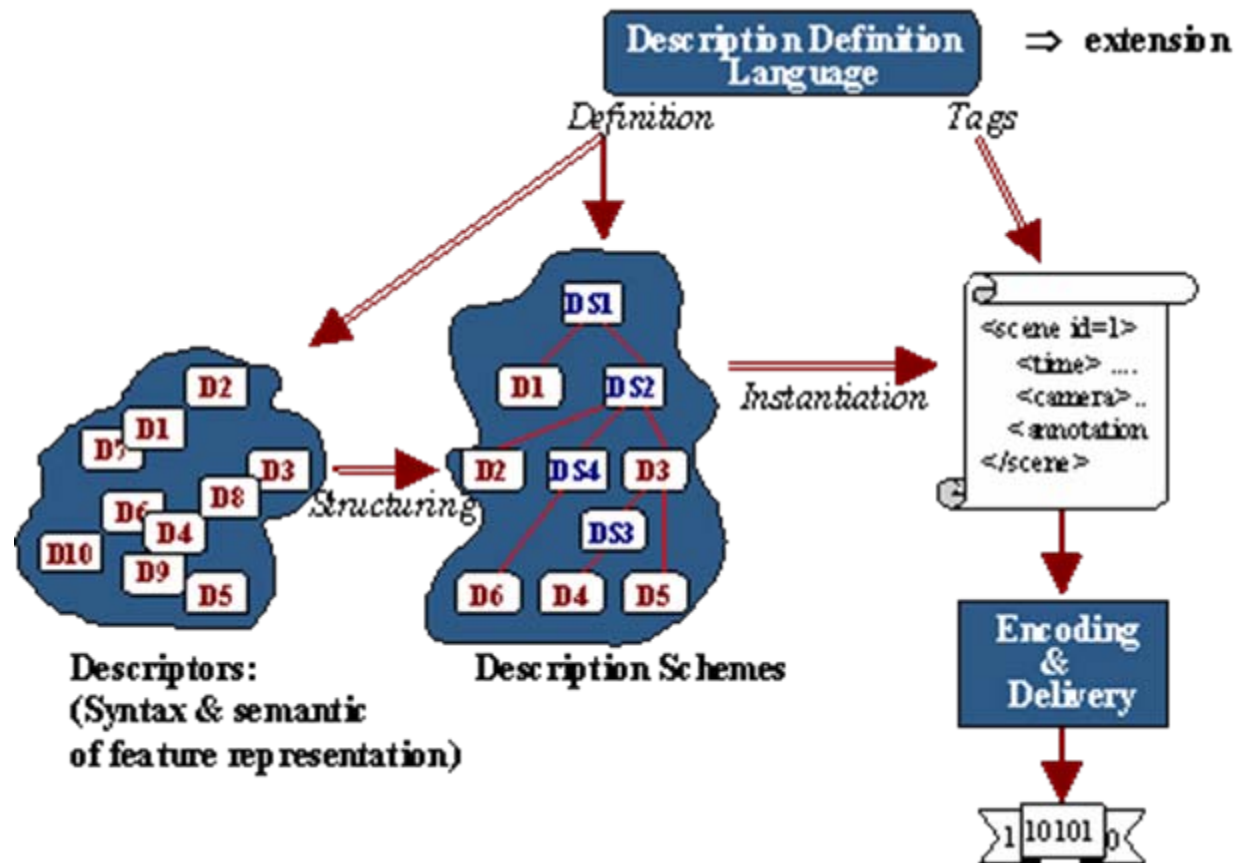 Description Definition
Language
⇒ extension
Definition
Tags
DS1
D1
DS2
D2
DS4
D3
DS3
D6
D4
D5
D2
D1
D7
D3
D8
D6
D4
D10
D9
D5
Structuring
Instantiation
<scene id=1>
<time> ....
<camera>..
<annotation
</scene>
Descriptors:
(Syntax & semantic
of feature representation)
Description Schemes
Encoding
&
Delivery
1 10101 0